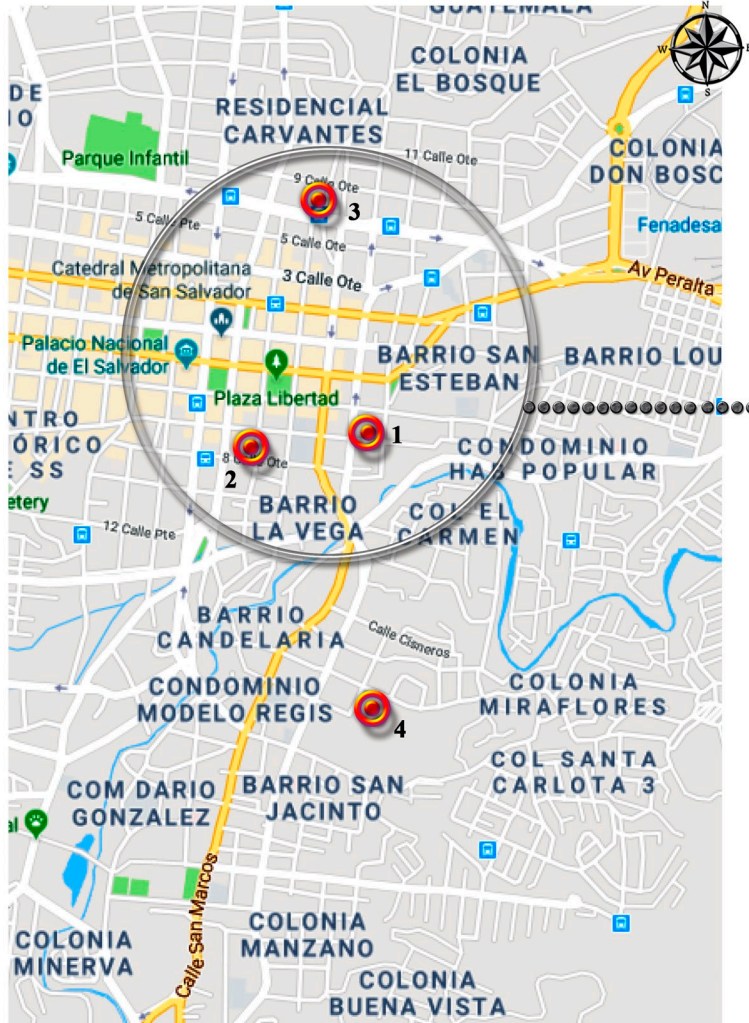 GUATEMALA
N
W
E
S
COLONIA
EL BOSQUE
DE
IO
RESIDENCIAL
CARVANTES
11 Calle Ote
Parque Infantil
COLONIA
DON BOSC
9 Calle Ote
3
5 Calle Pte
5 Calle Ote
Fenadesa
Catedral Metropolitana
de San Salvador
3 Calle Ote
Av Peralta
Palacio Nacional
de El Salvador
BARRIO SAN
ESTEBAN
BARRIO LOU
Plaza Libertad
NTRO
ÓRICO
E SS
1
2
8 Calle Ote
CONDOMINIO
HAB POPULAR
etery
BARRIO
LA VEGA
COL EL
CARMEN
12 Calle Pte
BARRIO
CANDELARIA
Calle Cisneros
CONDOMINIO
MODELO REGIS
COLONIA
MIRAFLORES
4
COL SANTA
CARLOTA 3
COM DARIO
GONZALEZ
BARRIO SAN
JACINTO
al
Calle San Marcos
COLONIA
MINERVA
COLONIA
MANZANO
COLONIA
BUENA VISTA